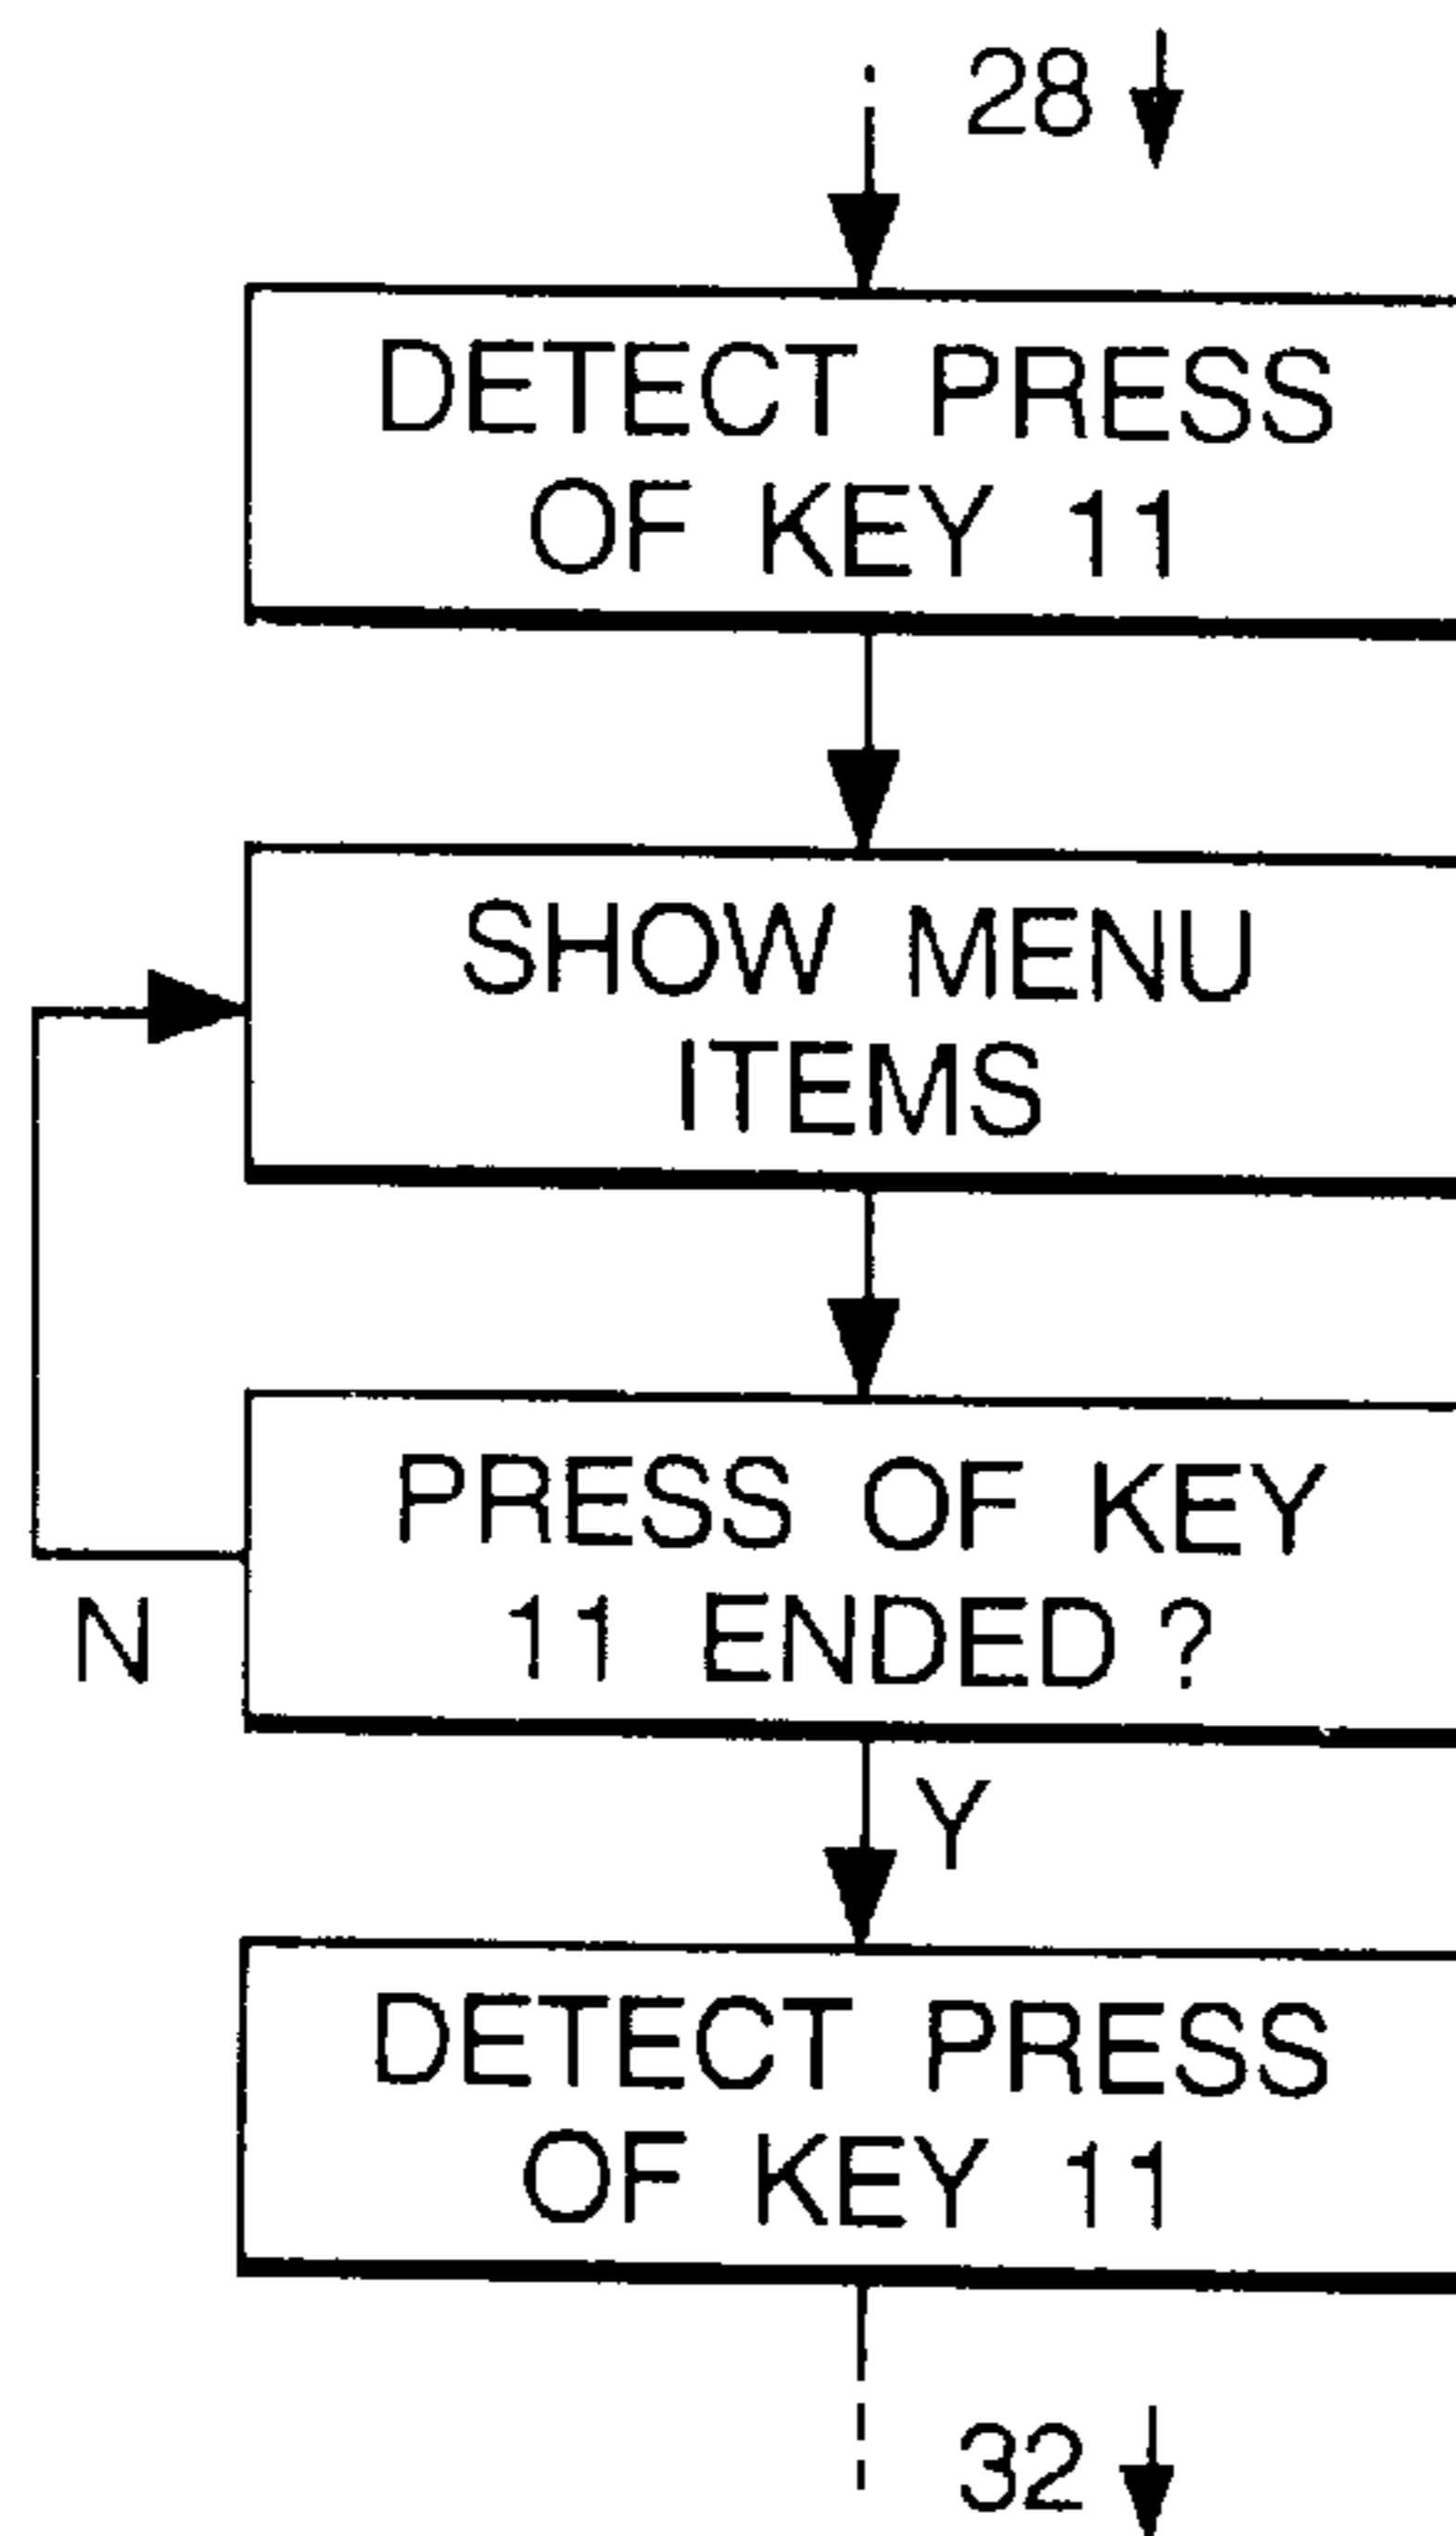 28
DETECT PRESS
OF KEY 11
SHOW MENU
ITEMS
PRESS OF KEY
11 ENDED ?
N
Y
DETECT PRESS
OF KEY 11
32